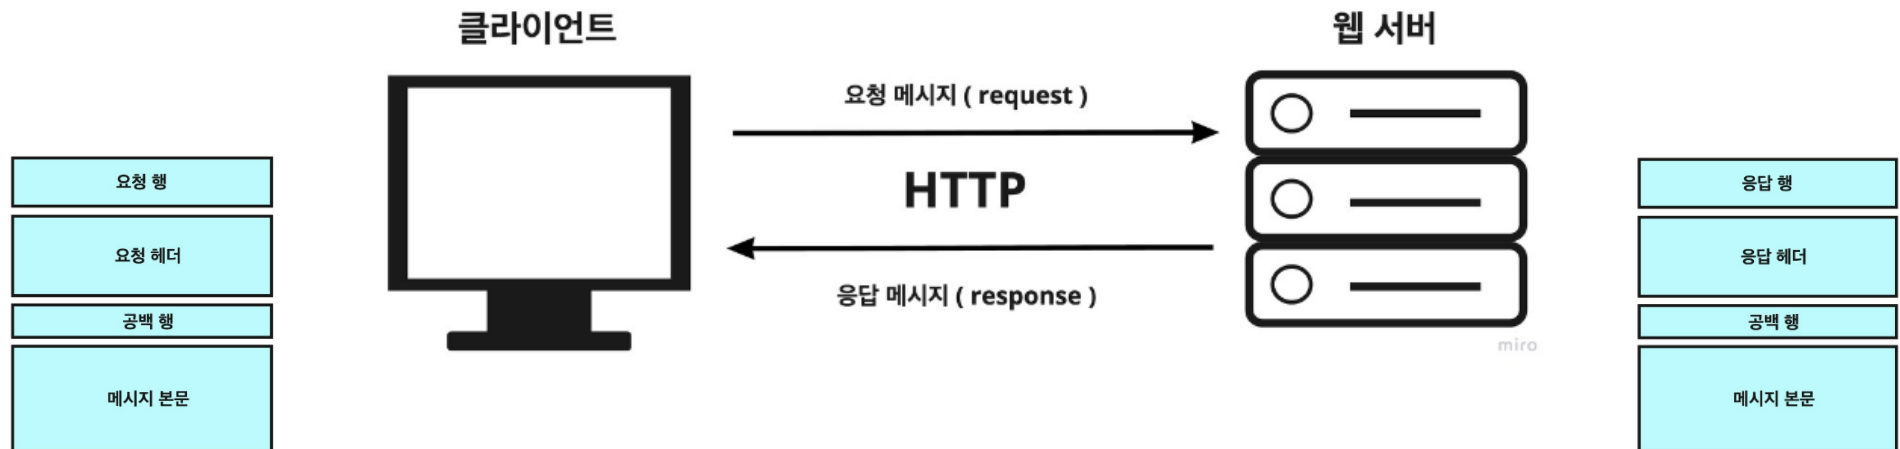 클라이언트
웹 서버
요청 메시지 ( request )
HTTP
응답 메시지 ( response )
요청 행
요청 헤더
공백 행
메시지 본문
응답 행
응답 헤더
공백 행
메시지 본문
miro